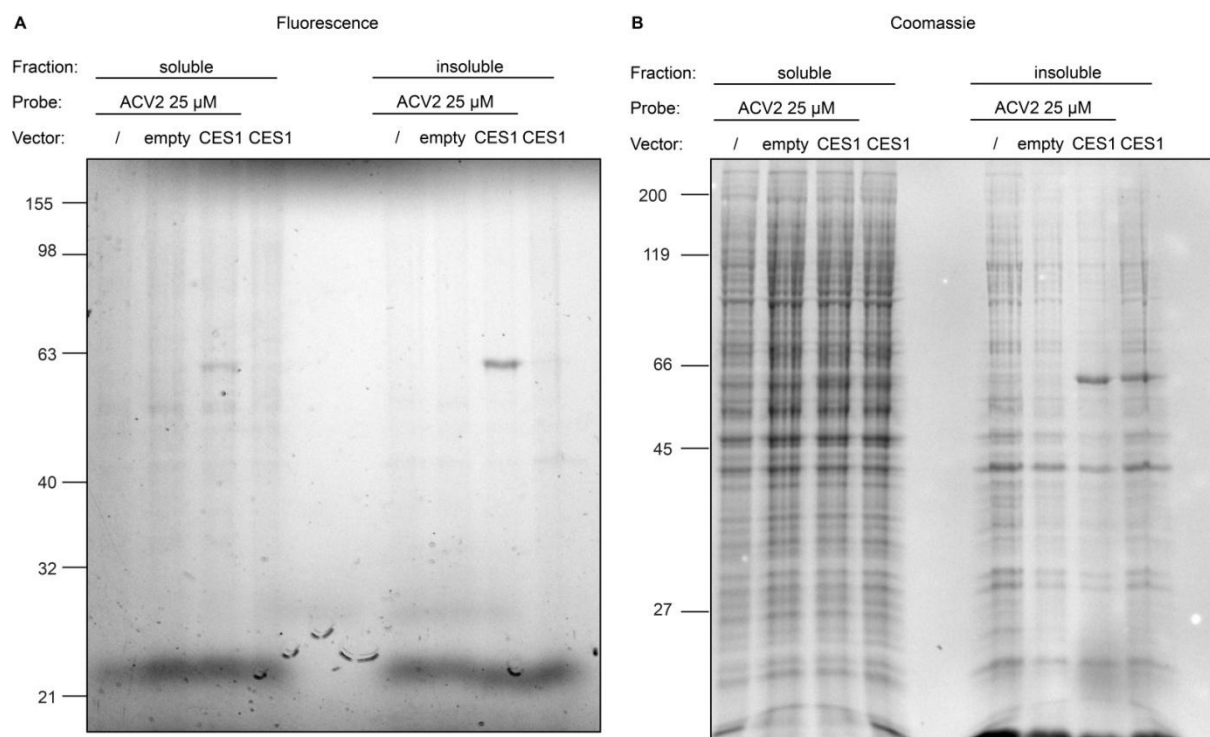 A Fluorescence
Fraction: soluble insoluble
Probe: ACV2 25 µM ACV2 25 µM
Vector: / empty CES1 CES1 / empty CES1 CES1
155
98
63
40
32
21
B Coomassie
Fraction: soluble insoluble
Probe: ACV2 25 µM ACV2 25 µM
Vector: / empty CES1 CES1 / empty CES1 CES1
200
119
66
45
27